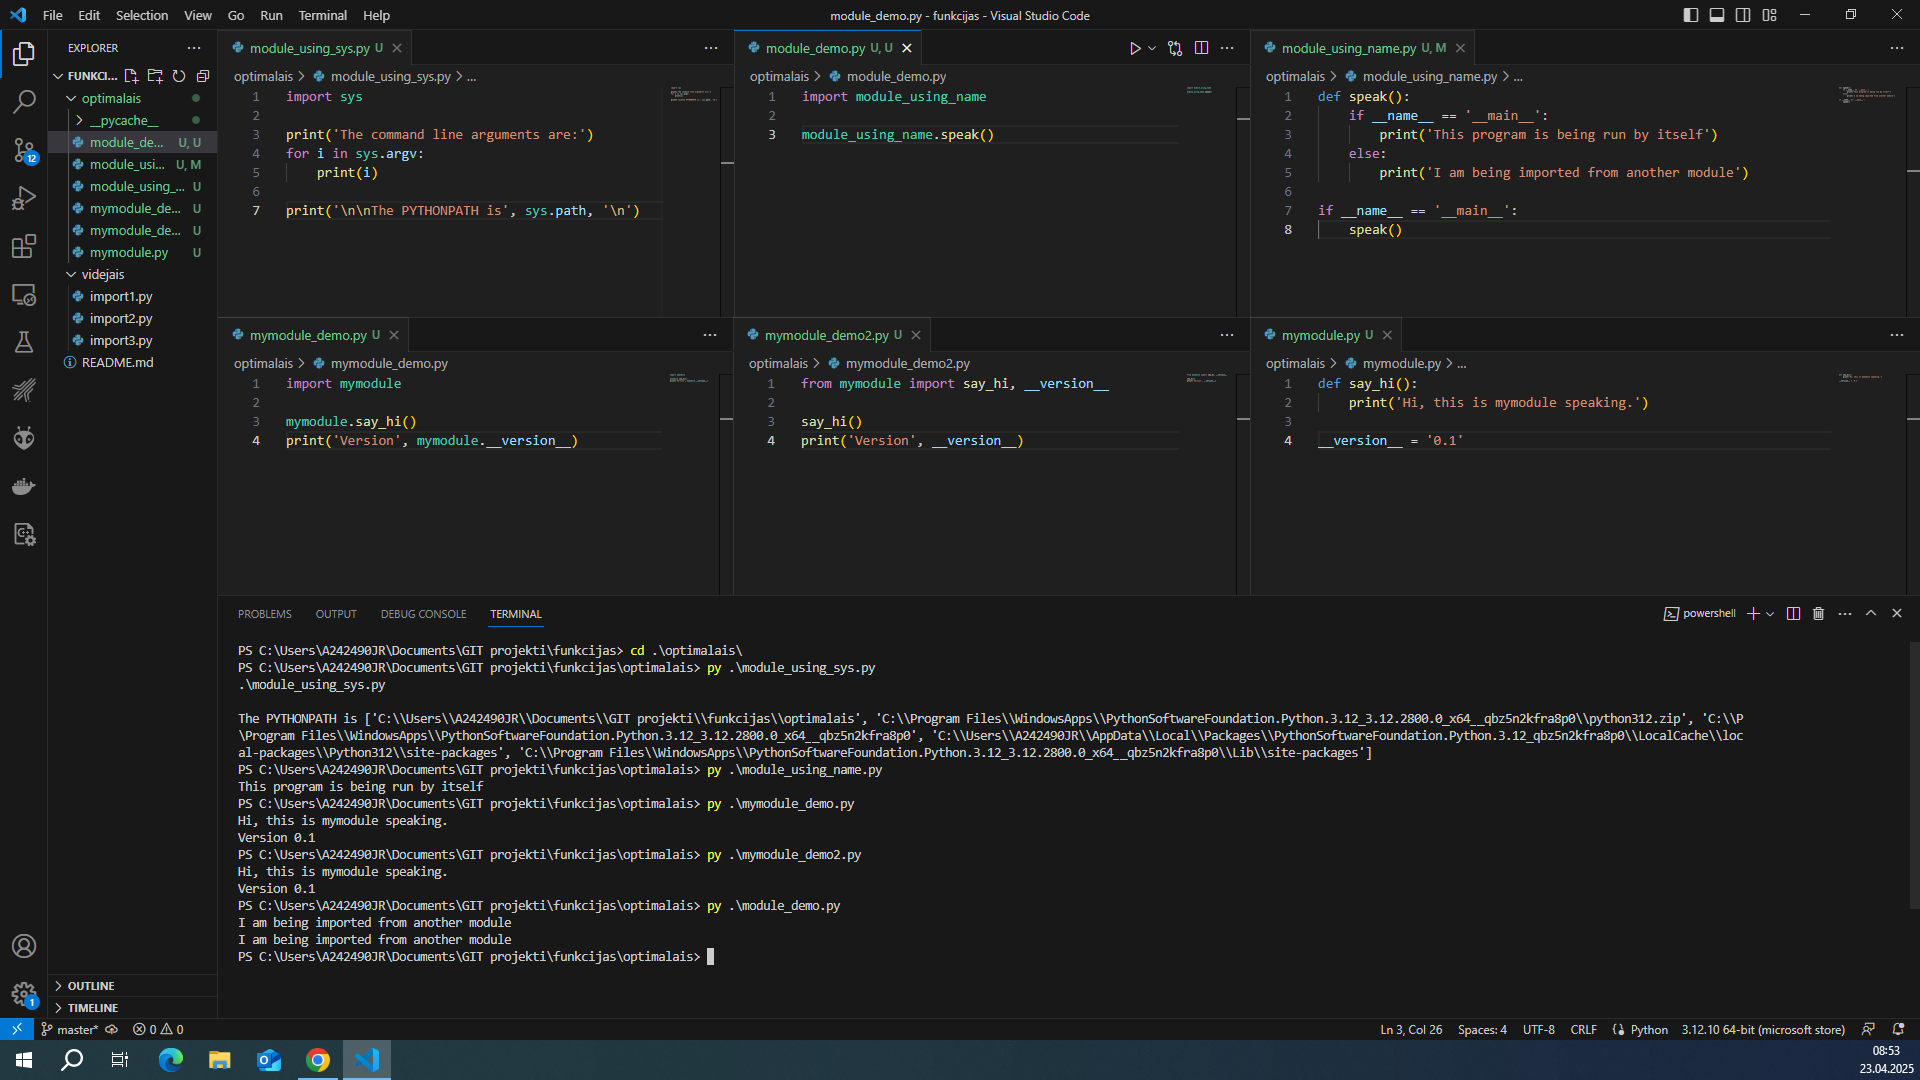 File Edit Selection View Go Run Terminal Help
module_demo.py - funkcijas - Visual Studio Code
EXPLORER
FUNKCI...
optimalais
__pycache__
module_de... U, U
module_usi... U, M
module_using_... U
mymodule_de... U
mymodule_de... U
mymodule.py U
videjais
import1.py
import2.py
import3.py
README.md
OUTLINE
TIMELINE
12
1
module_using_sys.py U
optimalais > module_using_sys.py > ...
1 import sys
2
3 print('The command line arguments are:')
4 for i in sys.argv:
5 print(i)
6
7 print('\n\nThe PYTHONPATH is', sys.path, '\n')
module_demo.py U, U
optimalais > module_demo.py
1 import module_using_name
2
3 module_using_name.speak()
module_using_name.py U, M
optimalais > module_using_name.py > ...
1 def speak():
2 if __name__ == '__main__':
3 print('This program is being run by itself')
4 else:
5 print('I am being imported from another module')
6
7 if __name__ == '__main__':
8 speak()
mymodule_demo.py U
optimalais > mymodule_demo.py
1 import mymodule
2
3 mymodule.say_hi()
4 print('Version', mymodule.__version__)
mymodule_demo2.py U
optimalais > mymodule_demo2.py
1 from mymodule import say_hi, __version__
2
3 say_hi()
4 print('Version', __version__)
mymodule.py U
optimalais > mymodule.py > ...
1 def say_hi():
2 print('Hi, this is mymodule speaking.')
3
4 __version__ = '0.1'
PROBLEMS OUTPUT DEBUG CONSOLE TERMINAL
powershell
PS C:\Users\A242490JR\Documents\GIT projekti\funkcijas> cd .\optimalais\
PS C:\Users\A242490JR\Documents\GIT projekti\funkcijas\optimalais> py .\module_using_sys.py
.\module_using_sys.py
The PYTHONPATH is ['C:\\Users\\A242490JR\\Documents\\GIT projekti\\funkcijas\\optimalais', 'C:\\Program Files\\WindowsApps\\PythonSoftwareFoundation.Python.3.12_3.12.2800.0_x64__qbz5n2kfra8p0\\python312.zip', 'C:\\P
\Program Files\\WindowsApps\\PythonSoftwareFoundation.Python.3.12_3.12.2800.0_x64__qbz5n2kfra8p0', 'C:\\Users\\A242490JR\\AppData\\Local\\Packages\\PythonSoftwareFoundation.Python.3.12_qbz5n2kfra8p0\\LocalCache\\loc
al-packages\\Python312\\site-packages', 'C:\\Program Files\\WindowsApps\\PythonSoftwareFoundation.Python.3.12_3.12.2800.0_x64__qbz5n2kfra8p0\\Lib\\site-packages']
PS C:\Users\A242490JR\Documents\GIT projekti\funkcijas\optimalais> py .\module_using_name.py
This program is being run by itself
PS C:\Users\A242490JR\Documents\GIT projekti\funkcijas\optimalais> py .\mymodule_demo.py
Hi, this is mymodule speaking.
Version 0.1
PS C:\Users\A242490JR\Documents\GIT projekti\funkcijas\optimalais> py .\mymodule_demo2.py
Hi, this is mymodule speaking.
Version 0.1
PS C:\Users\A242490JR\Documents\GIT projekti\funkcijas\optimalais> py .\module_demo.py
I am being imported from another module
I am being imported from another module
PS C:\Users\A242490JR\Documents\GIT projekti\funkcijas\optimalais>
master* 0 0
Ln 3, Col 26 Spaces: 4 UTF-8 CRLF Python 3.12.10 64-bit (microsoft store)
08:53
23.04.2025